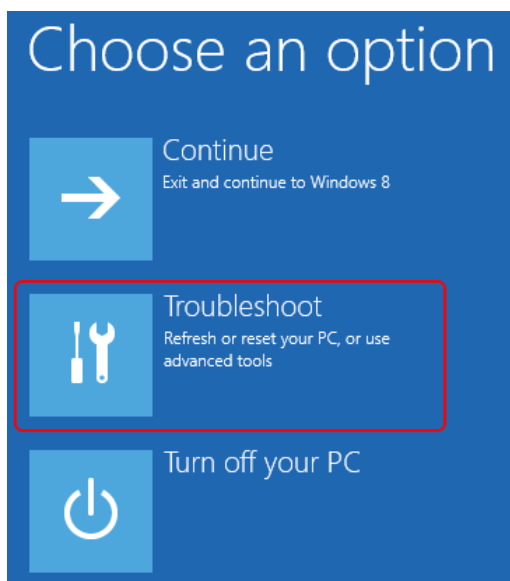 Choose an option
Continue
Exit and continue to Windows 8
Troubleshoot
Refresh or reset your PC, or use
advanced tools
Turn off your PC